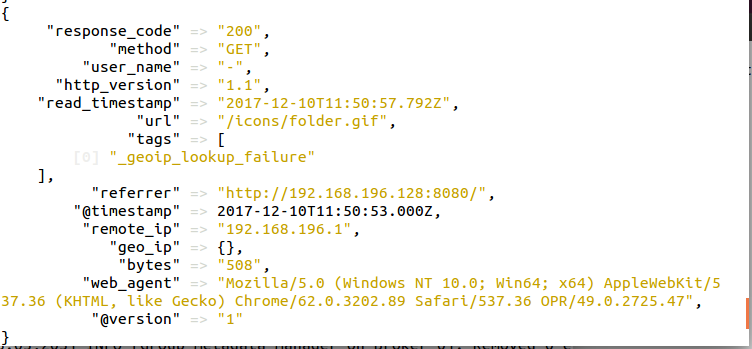 {
"response_code" => "200",
"method" => "GET",
"user_name" => "-",
"http_version" => "1.1",
"read_timestamp" => "2017-12-10T11:50:57.792Z",
"url" => "/icons/folder.gif",
"tags" => [
[0] "_geoip_lookup_failure"
],
"referrer" => "http://192.168.196.128:8080/",
"@timestamp" => 2017-12-10T11:50:53.000Z,
"remote_ip" => "192.168.196.1",
"geo_ip" => {},
"bytes" => "508",
"web_agent" => "Mozilla/5.0 (Windows NT 10.0; Win64; x64) AppleWebKit/5
37.36 (KHTML, like Gecko) Chrome/62.0.3202.89 Safari/537.36 OPR/49.0.2725.47",
"@version" => "1"
}